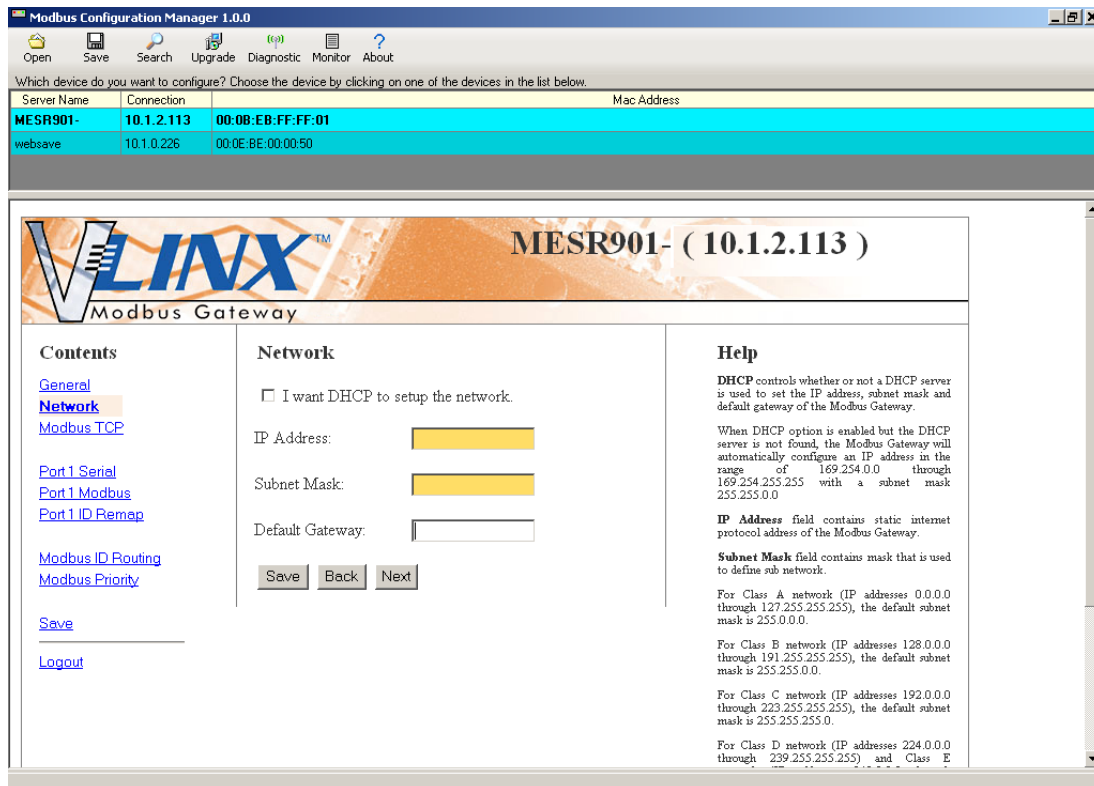 Modbus Configuration Manager 1.0.0
Open Save Search Upgrade Diagnostic Monitor About
Which device do you want to configure? Choose the device by clicking on one of the devices in the list below.
Server Name Connection Mac Address
MESR901- 10.1.2.113 00:0B:EB:FF:FF:01
websave 10.1.0.226 00:0E:BE:00:00:50
VLINX™
Modbus Gateway
MESR901- ( 10.1.2.113 )
Contents
General
Network
Modbus TCP
Port1 Serial
Port1 Modbus
Port1 ID Remap
Modbus ID Routing
Modbus Priority
Save
Logout
Network
I want DHCP to setup the network.
IP Address:
Subnet Mask:
Default Gateway:
Save Back Next
Help
DHCP controls whether or not a DHCP server
is used to set the IP address, subnet mask and
default gateway of the Modbus Gateway.
When DHCP option is enabled but the DHCP
server is not found, the Modbus Gateway will
automatically configure an IP address in the
range of 169.254.0.0 through
169.254.255.255 with a subnet mask
255.255.0.0
IP Address field contains static internet
protocol address of the Modbus Gateway.
Subnet Mask field contains mask that is used
to define sub network.
For Class A network (IP addresses 0.0.0.0
through 127.255.255.255), the default subnet
mask is 255.0.0.0.
For Class B network (IP addresses 128.0.0.0
through 191.255.255.255), the default subnet
mask is 255.255.0.0.
For Class C network (IP addresses 192.0.0.0
through 223.255.255.255), the default subnet
mask is 255.255.255.0.
For Class D network (IP addresses 224.0.0.0
through 239.255.255.255) and Class E